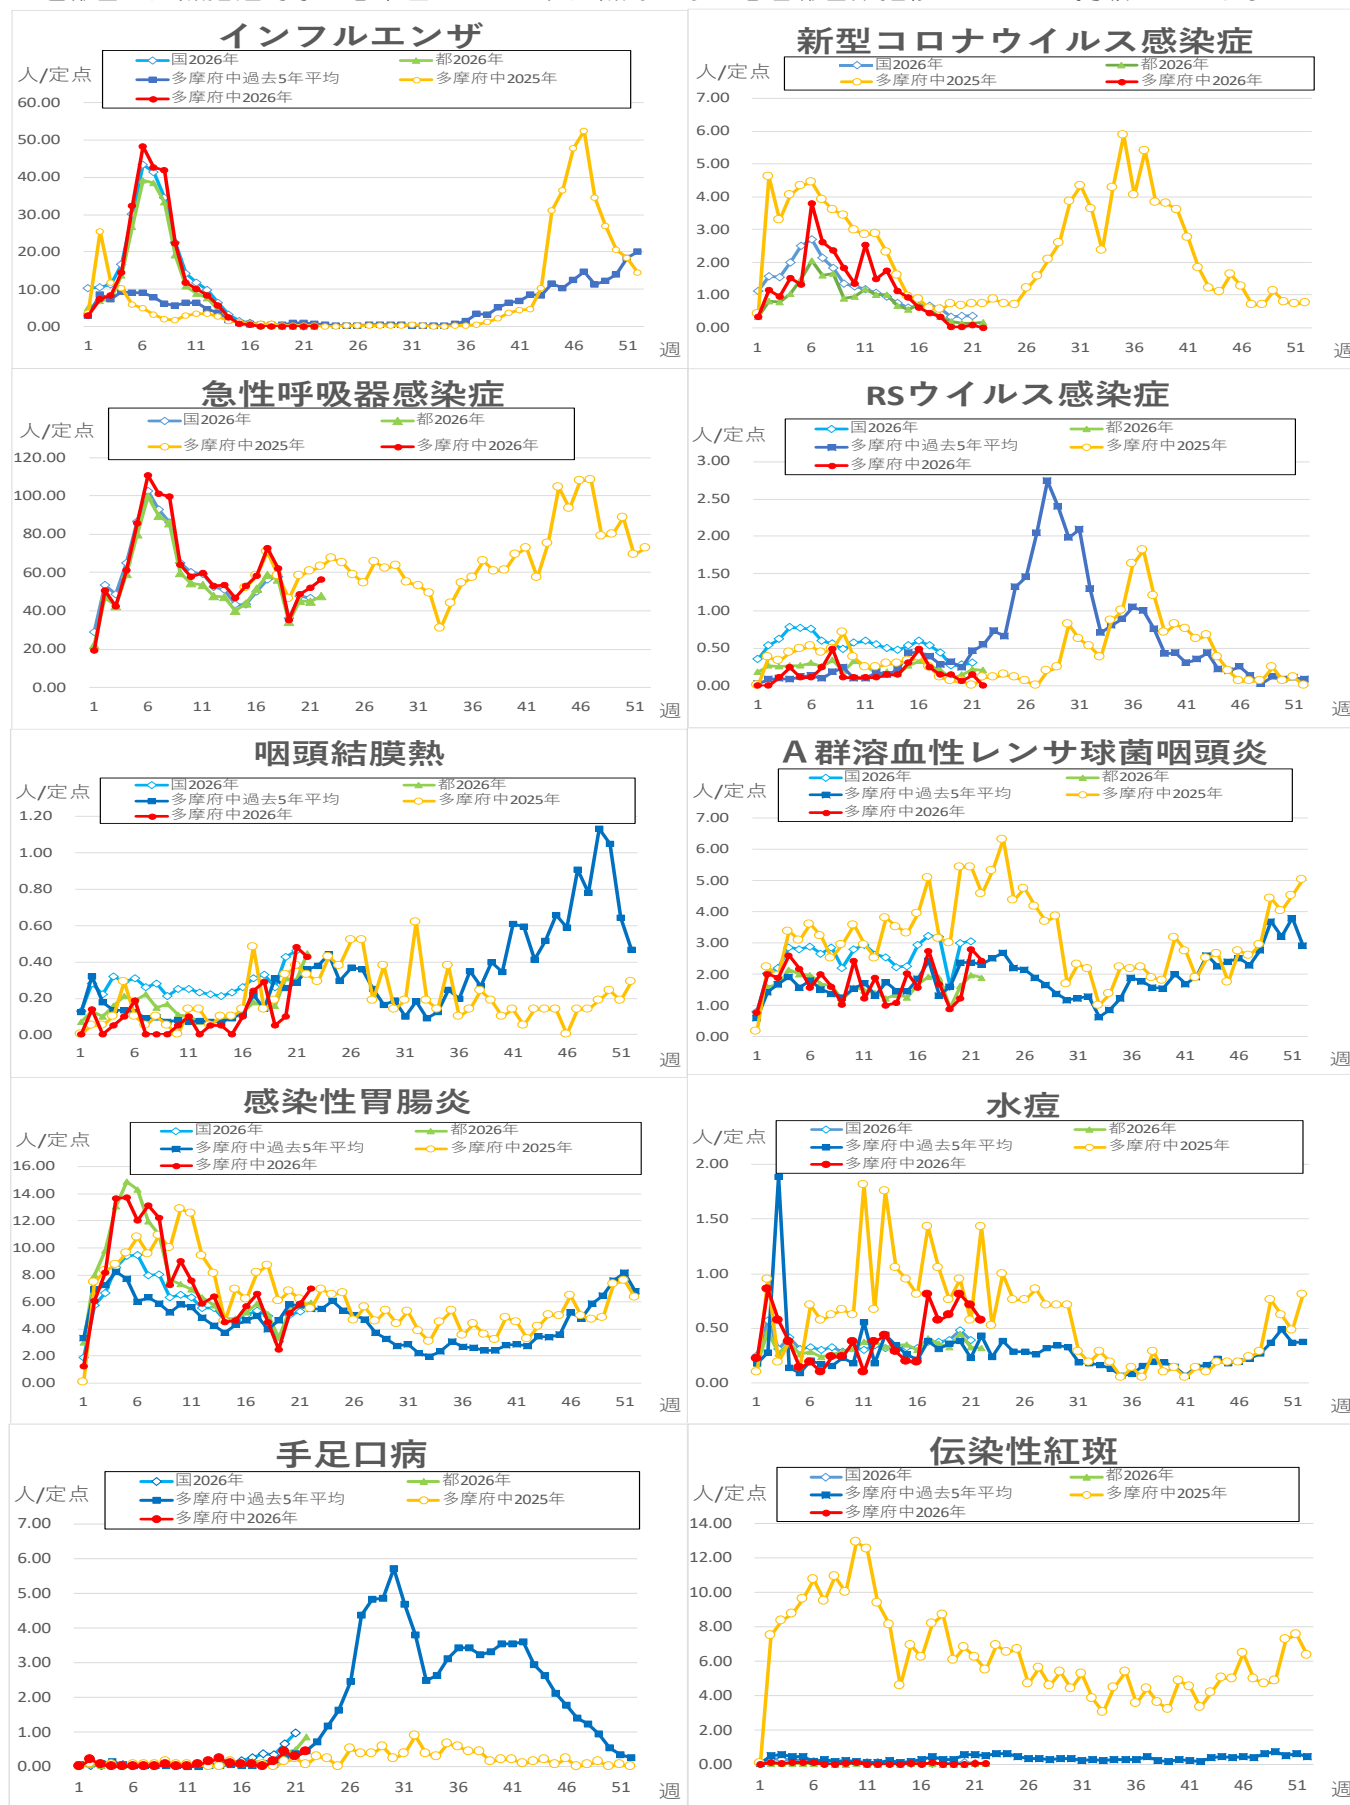 インフルエンザ
人/定点
国2026年
都2026年
多摩府中過去5年平均
多摩府中2025年
多摩府中2026年
60.00
50.00
40.00
30.00
20.00
10.00
0.00
1 6 11 16 21 26 31 36 41 46 51 週
新型コロナウイルス感染症
人/定点
国2026年
都2026年
多摩府中2025年
多摩府中2026年
7.00
6.00
5.00
4.00
3.00
2.00
1.00
0.00
1 6 11 16 21 26 31 36 41 46 51 週
急性呼吸器感染症
人/定点
国2026年
都2026年
多摩府中2025年
多摩府中2026年
120.00
100.00
80.00
60.00
40.00
20.00
0.00
1 6 11 16 21 26 31 36 41 46 51 週
RSウイルス感染症
人/定点
国2026年
都2026年
多摩府中過去5年平均
多摩府中2025年
多摩府中2026年
3.00
2.50
2.00
1.50
1.00
0.50
0.00
1 6 11 16 21 26 31 36 41 46 51 週
咽頭結膜熱
人/定点
国2026年
都2026年
多摩府中過去5年平均
多摩府中2025年
多摩府中2026年
1.20
1.00
0.80
0.60
0.40
0.20
0.00
1 6 11 16 21 26 31 36 41 46 51 週
A群溶血性レンサ球菌咽頭炎
人/定点
国2026年
都2026年
多摩府中過去5年平均
多摩府中2025年
多摩府中2026年
7.00
6.00
5.00
4.00
3.00
2.00
1.00
0.00
1 6 11 16 21 26 31 36 41 46 51 週
感染性胃腸炎
人/定点
国2026年
都2026年
多摩府中過去5年平均
多摩府中2025年
多摩府中2026年
16.00
14.00
12.00
10.00
8.00
6.00
4.00
2.00
0.00
1 6 11 16 21 26 31 36 41 46 51 週
水痘
人/定点
国2026年
都2026年
多摩府中過去5年平均
多摩府中2025年
多摩府中2026年
2.00
1.50
1.00
0.50
0.00
1 6 11 16 21 26 31 36 41 46 51 週
手足口病
人/定点
国2026年
都2026年
多摩府中過去5年平均
多摩府中2025年
多摩府中2026年
7.00
6.00
5.00
4.00
3.00
2.00
1.00
0.00
1 6 11 16 21 26 31 36 41 46 51 週
伝染性紅斑
人/定点
国2026年
都2026年
多摩府中過去5年平均
多摩府中2025年
多摩府中2026年
14.00
12.00
10.00
8.00
6.00
4.00
2.00
0.00
1 6 11 16 21 26 31 36 41 46 51 週